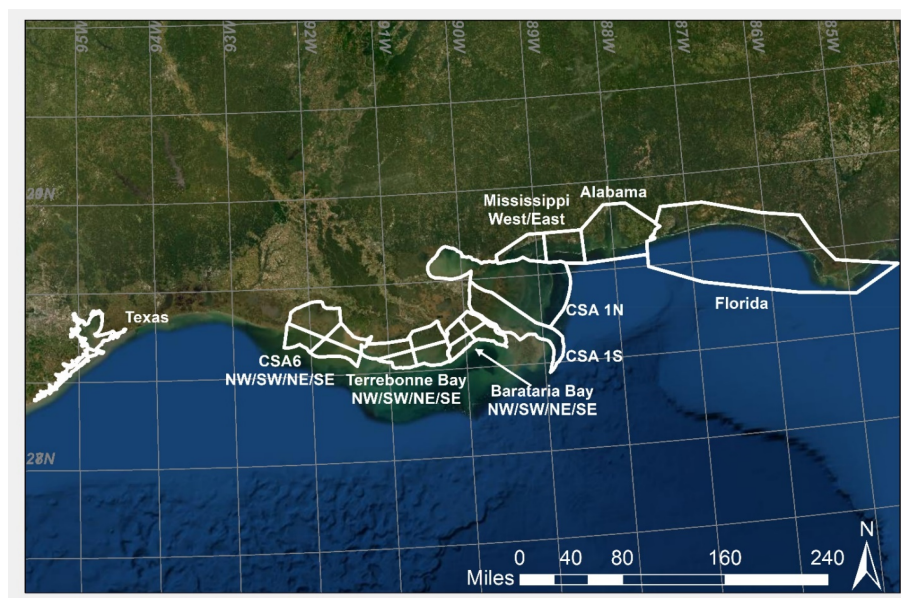 95W 94W 93W 92W 91W 90W 89W 88W 87W 86W 85W
Mississippi
West/East
Alabama
CSA 1N
Florida
Texas
CSA 1S
CSA6
NW/SW/NE/SE
Terrebonne Bay
NW/SW/NE/SE
Barataria Bay
NW/SW/NE/SE
N
0 40 80 160 240
Miles